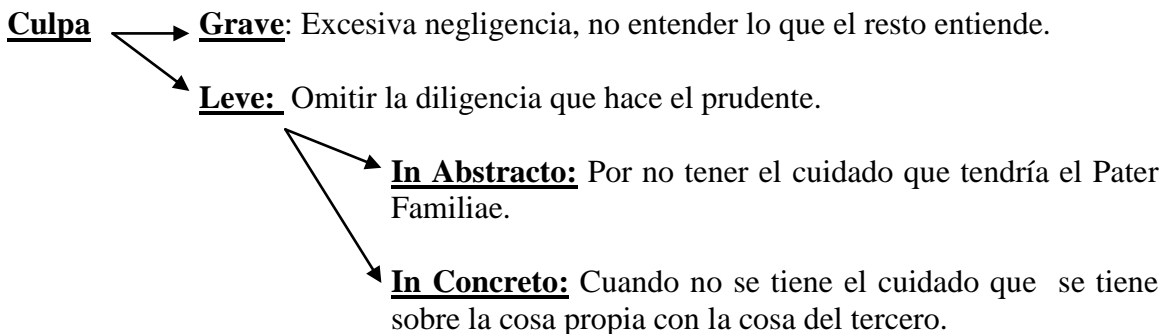 Culpa Grave: Excesiva negligencia, no entender lo que el resto entiende.
Leve: Omitir la diligencia que hace el prudente.
In Abstracto: Por no tener el cuidado que tendría el Pater
Familiae.
In Concreto: Cuando no se tiene el cuidado que se tiene
sobre la cosa propia con la cosa del tercero.